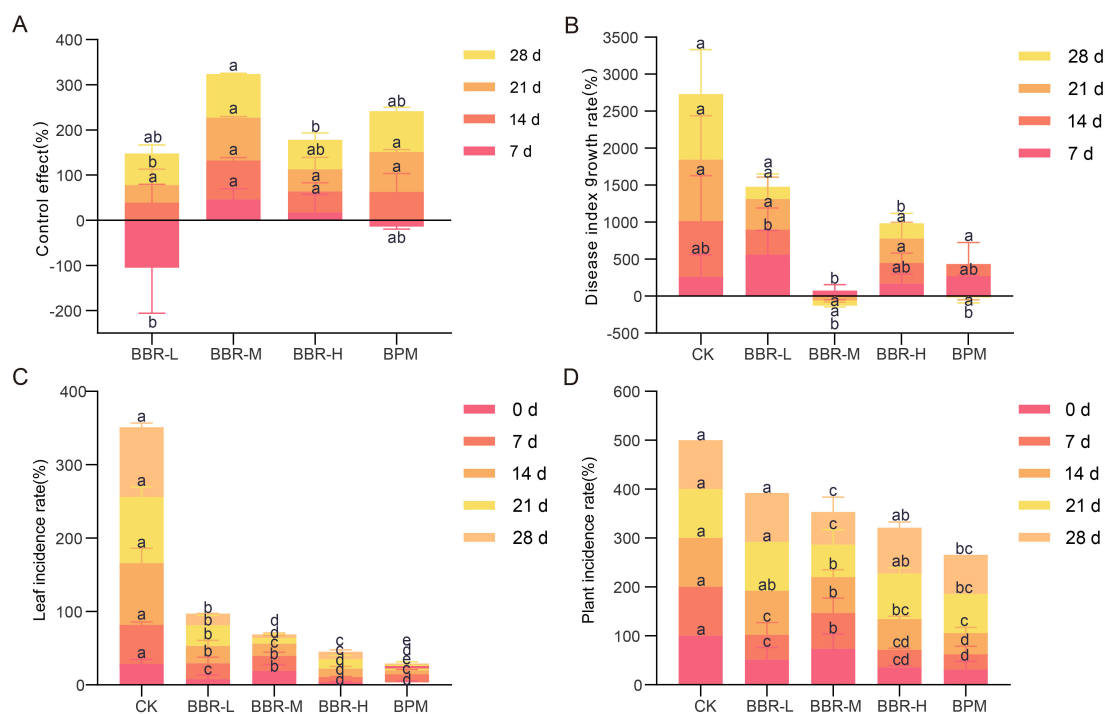 A
Control effect(%)
400
300
200
100
0
-100
-200
ab
b
a
b
a
a
a
a
b
ab
a
a
ab
a
a
ab
BBR-L BBR-M BBR-H BPM
28 d
21 d
14 d
7 d
B
Disease index growth rate(%)
3500
3000
2500
2000
1500
1000
500
0
-500
a
a
a
ab
a
a
a
b
b
a
a
b
b
a
a
ab
a
ab
a
b
CK BBR-L BBR-M BBR-H BPM
28 d
21 d
14 d
7 d
C
Leaf incidence rate(%)
400
300
200
100
0
a
a
a
a
a
b
b
b
b
c
d
d
c
b
b
c
c
d
c
d
e
e
d
c
d
CK BBR-L BBR-M BBR-H BPM
0 d
7 d
14 d
21 d
28 d
D
Plant incidence rate(%)
600
500
400
300
200
100
0
a
a
a
a
a
a
a
ab
c
c
c
c
b
b
b
ab
ab
bc
cd
cd
bc
bc
c
d
d
CK BBR-L BBR-M BBR-H BPM
0 d
7 d
14 d
21 d
28 d